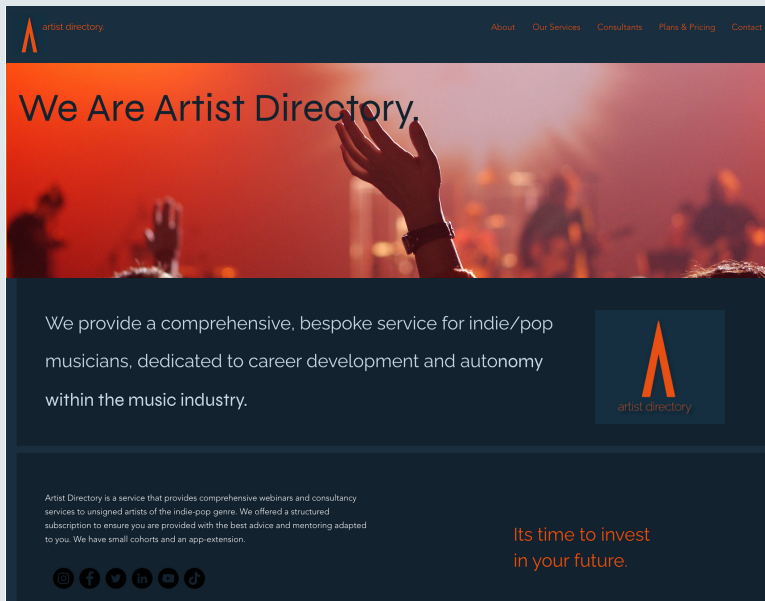 artist directory.
About Our Services Consultants Plans & Pricing Contact
We Are Artist Directory.
We provide a comprehensive, bespoke service for indie/pop
musicians, dedicated to career development and autonomy
within the music industry.
artist directory
Artist Directory is a service that provides comprehensive webinars and consultancy
services to unsigned artists of the indie-pop genre. We offered a structured
subscription to ensure you are provided with the best advice and mentoring adapted
to you. We have small cohorts and an app-extension.
Its time to invest
in your future.